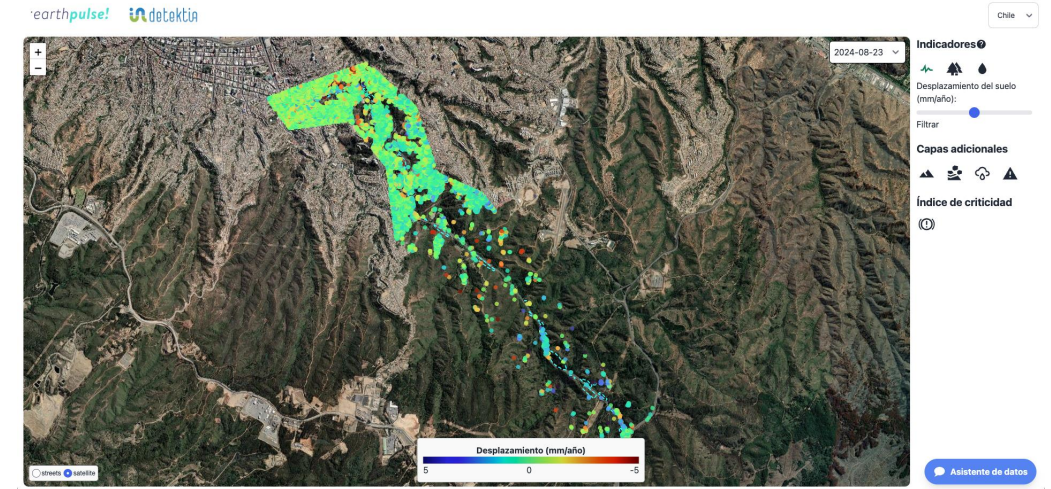 ·earthpulse!
detektia
Chile
+
−
2024-08-23
Indicadores
Desplazamiento del suelo
(mm/año):
Filtrar
Capas adicionales
Índice de criticidad
Desplazamiento (mm/año)
5 0 -5
streets satellite
Asistente de datos